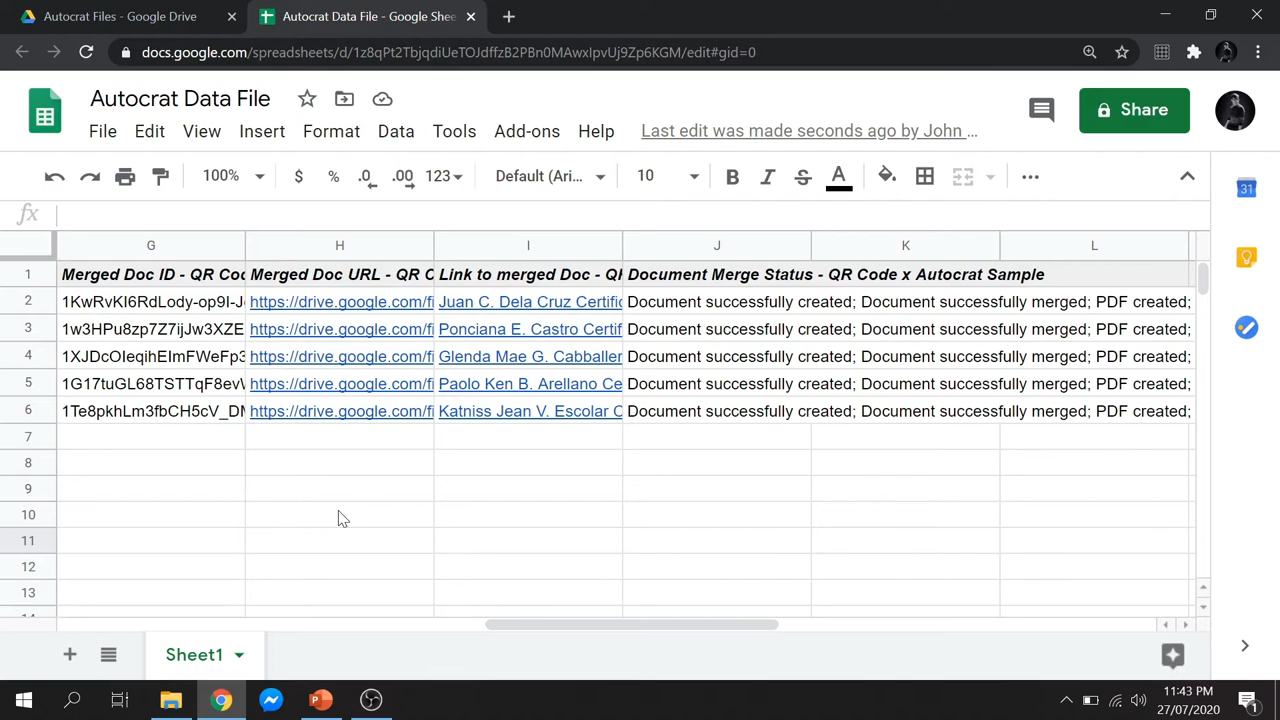 Autocrat Files - Google Drive
Autocrat Data File - Google Shee
docs.google.com/spreadsheets/d/1z8qPt2TbjqdiUeTOJdffzB2PBn0MAwxIpvUj9Zp6KGM/edit#gid=0
Autocrat Data File
Share
File Edit View Insert Format Data Tools Add-ons Help Last edit was made seconds ago by John ...
100% $ % .0 .00 123 Default (Ari... 10 B I S A
fx
G H I J K L
1 Merged Doc ID - QR Coc Merged Doc URL - QR C Link to merged Doc - QF Document Merge Status - QR Code x Autocrat Sample
2 1KwRvKI6RdLody-op9I-J https://drive.google.com/fi Juan C. Dela Cruz Certific Document successfully created; Document successfully merged; PDF created;
3 1w3HPu8zp7Z7ijJw3XZE https://drive.google.com/fi Ponciana E. Castro Certif Document successfully created; Document successfully merged; PDF created;
4 1XJDcOIeqihEImFWeFp3 https://drive.google.com/fi Glenda Mae G. Cabballer Document successfully created; Document successfully merged; PDF created;
5 1G17tuGL68TSTTqF8ev https://drive.google.com/fi Paolo Ken B. Arellano Ce Document successfully created; Document successfully merged; PDF created;
6 1Te8pkhLm3fbCH5cV_DM https://drive.google.com/fi Katniss Jean V. Escolar C Document successfully created; Document successfully merged; PDF created;
7
8
9
10
11
12
13
14
31
Sheet1
11:43 PM
27/07/2020
1